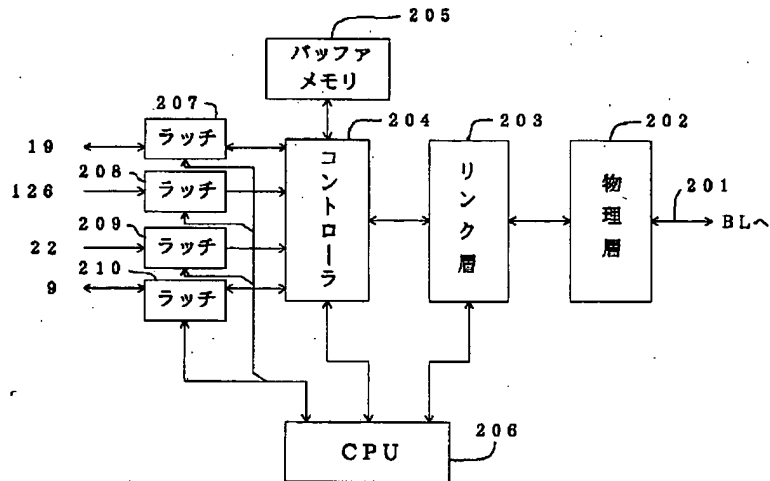 205
バッファ
メモリ
207
204
203
202
19
ラッチ
208
126
ラッチ
209
22
ラッチ
210
9
ラッチ
コントローラ
リンク層
物理層
201
BLへ
CPU
206